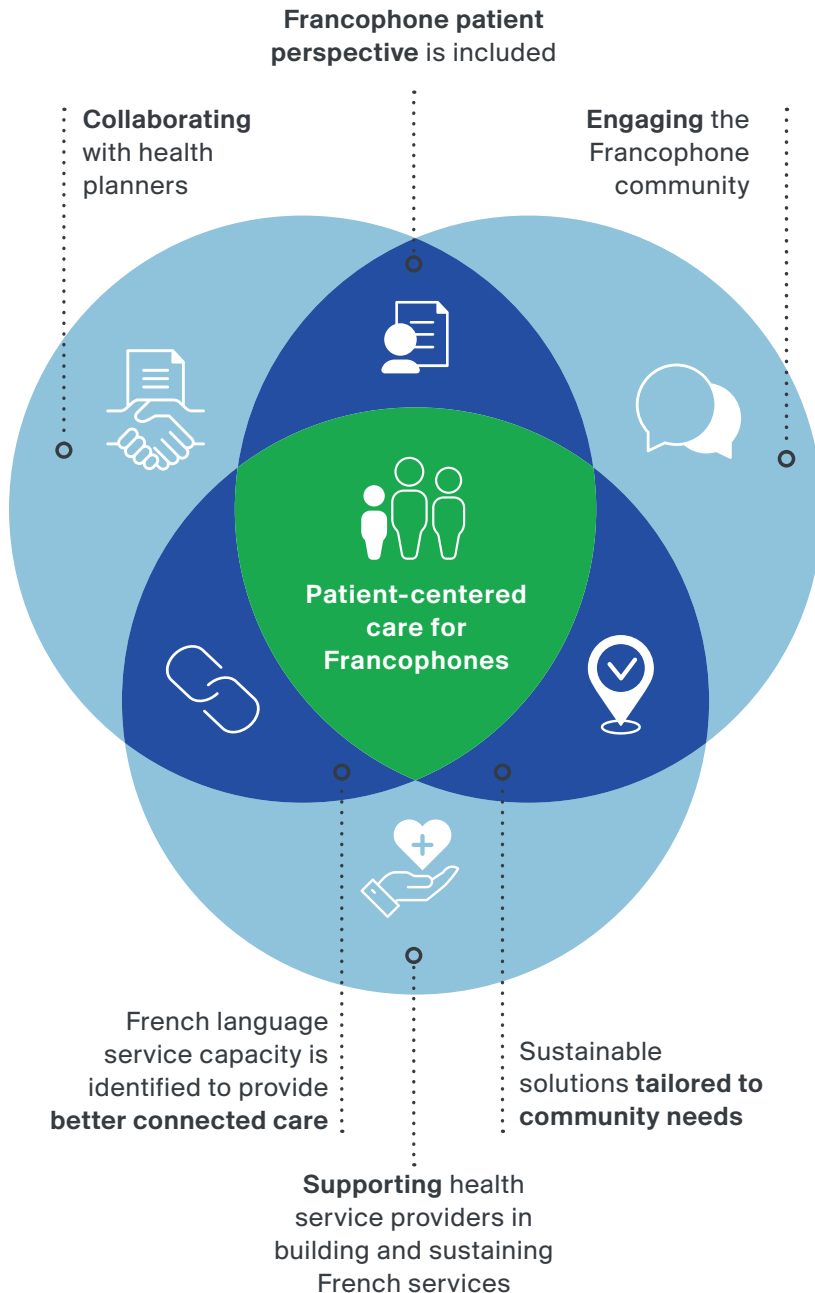 Francophone patient
perspective is included
Collaborating
with health
planners
Engaging the
Francophone
community
Patient-centered
care for
Francophones
French language
service capacity is
identified to provide
better connected care
Sustainable
solutions tailored to
community needs
Supporting health
service providers in
building and sustaining
French services